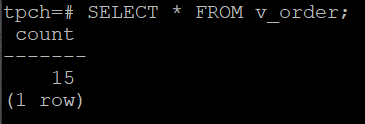 tpch=# SELECT * FROM v_order;
 count
-------
    15
(1 row)